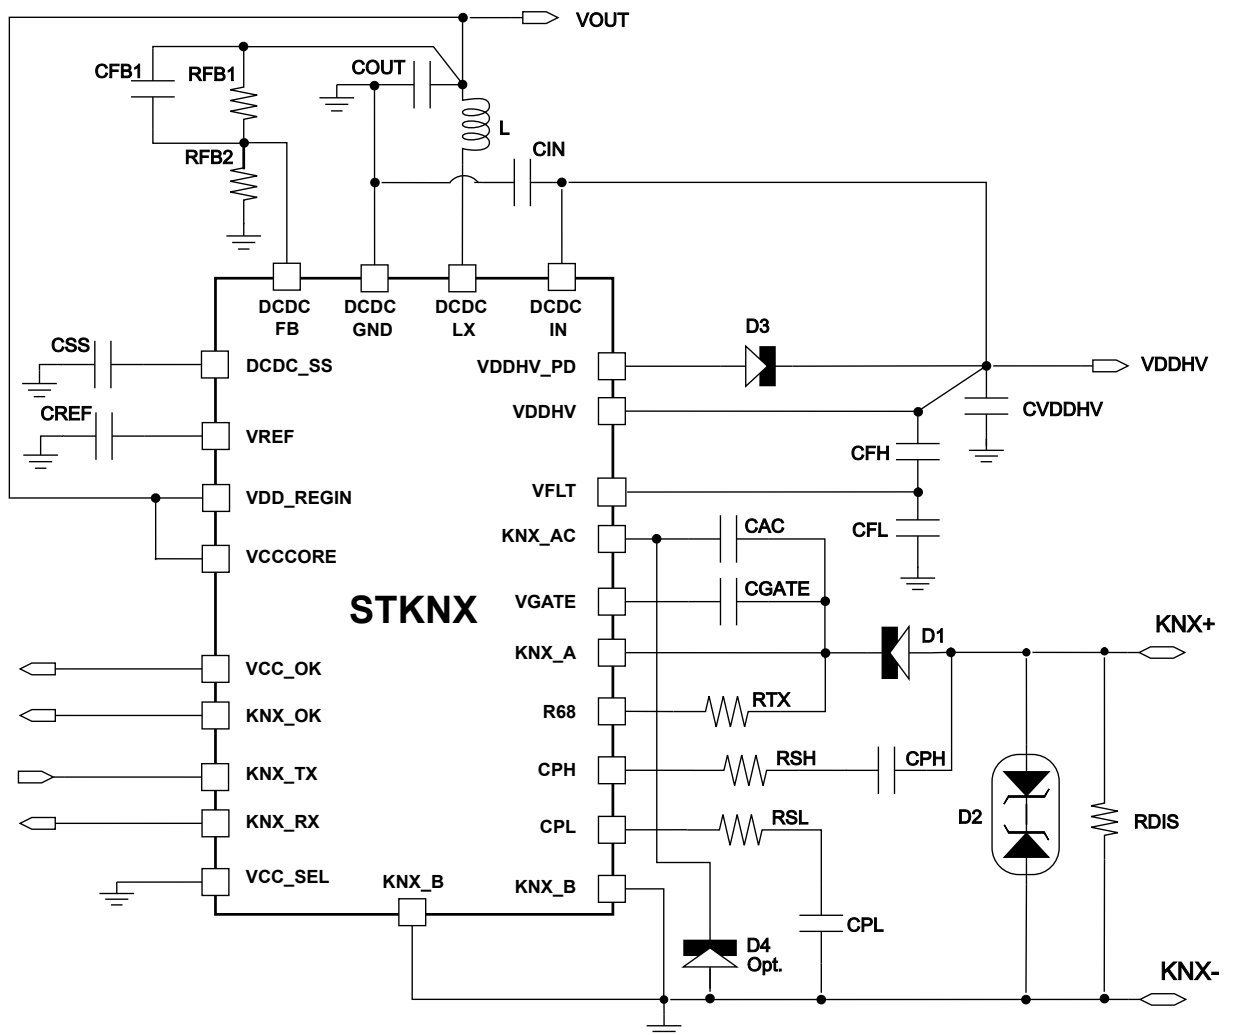 VOUT
CFB1
RFB1
COUT
L
RFB2
CIN
DCDC
FB
DCDC
GND
DCDC
LX
DCDC
IN
D3
CSS
DCDC_SS
VDDHV_PD
VDDHV
CREF
VREF
VDDHV
CVDDHV
CFH
VDD_REGIN
VFLT
KNX_AC
CAC
CFL
VCCCORE
STKNX
VGATE
CGATE
KNX_A
D1
KNX+
VCC_OK
R68
RTX
KNX_OK
CPH
RSH
CPH
KNX_TX
KNX_RX
CPL
RSL
D2
RDIS
VCC_SEL
KNX_B
KNX_B
CPL
D4
Opt.
KNX-